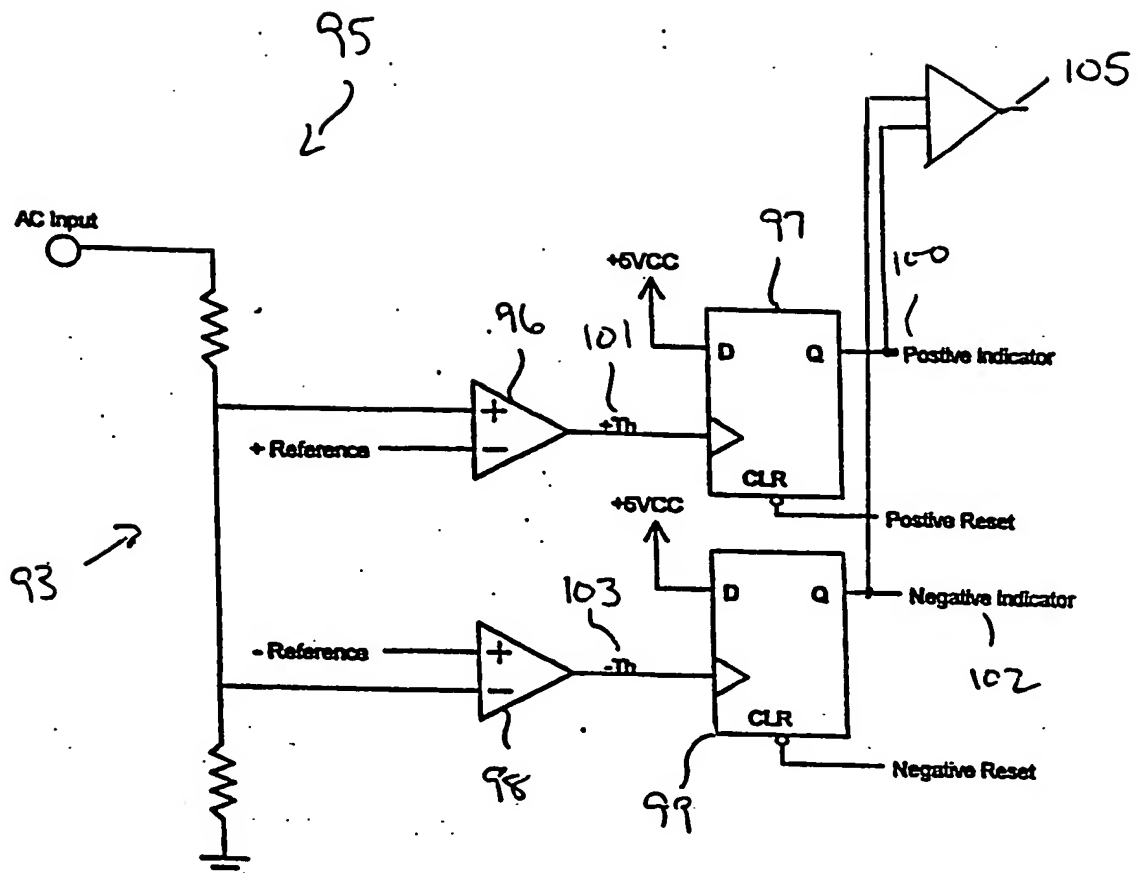 95
105
AC Input
97
+5VCC
100
96
101
D
Q
Postive Indicator
+
+Th
+ Reference
−
CLR
+5VCC
Postive Reset
93
103
D
Q
Negative Indicator
- Reference
+
-Th
−
102
CLR
98
99
Negative Reset